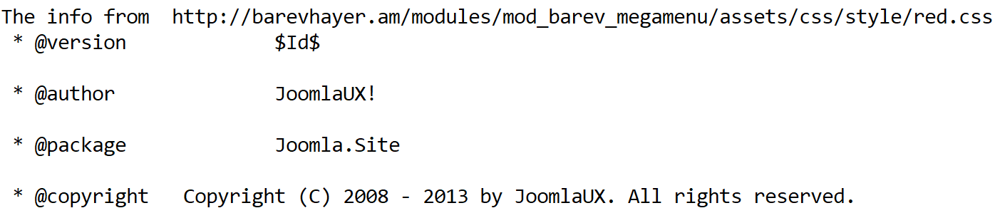 The info from  http://barevhayer.am/modules/mod_barev_megamenu/assets/css/style/red.css
 * @version             $Id$
 * @author              JoomlaUX!
 * @package             Joomla.Site
 * @copyright   Copyright (C) 2008 - 2013 by JoomlaUX. All rights reserved.